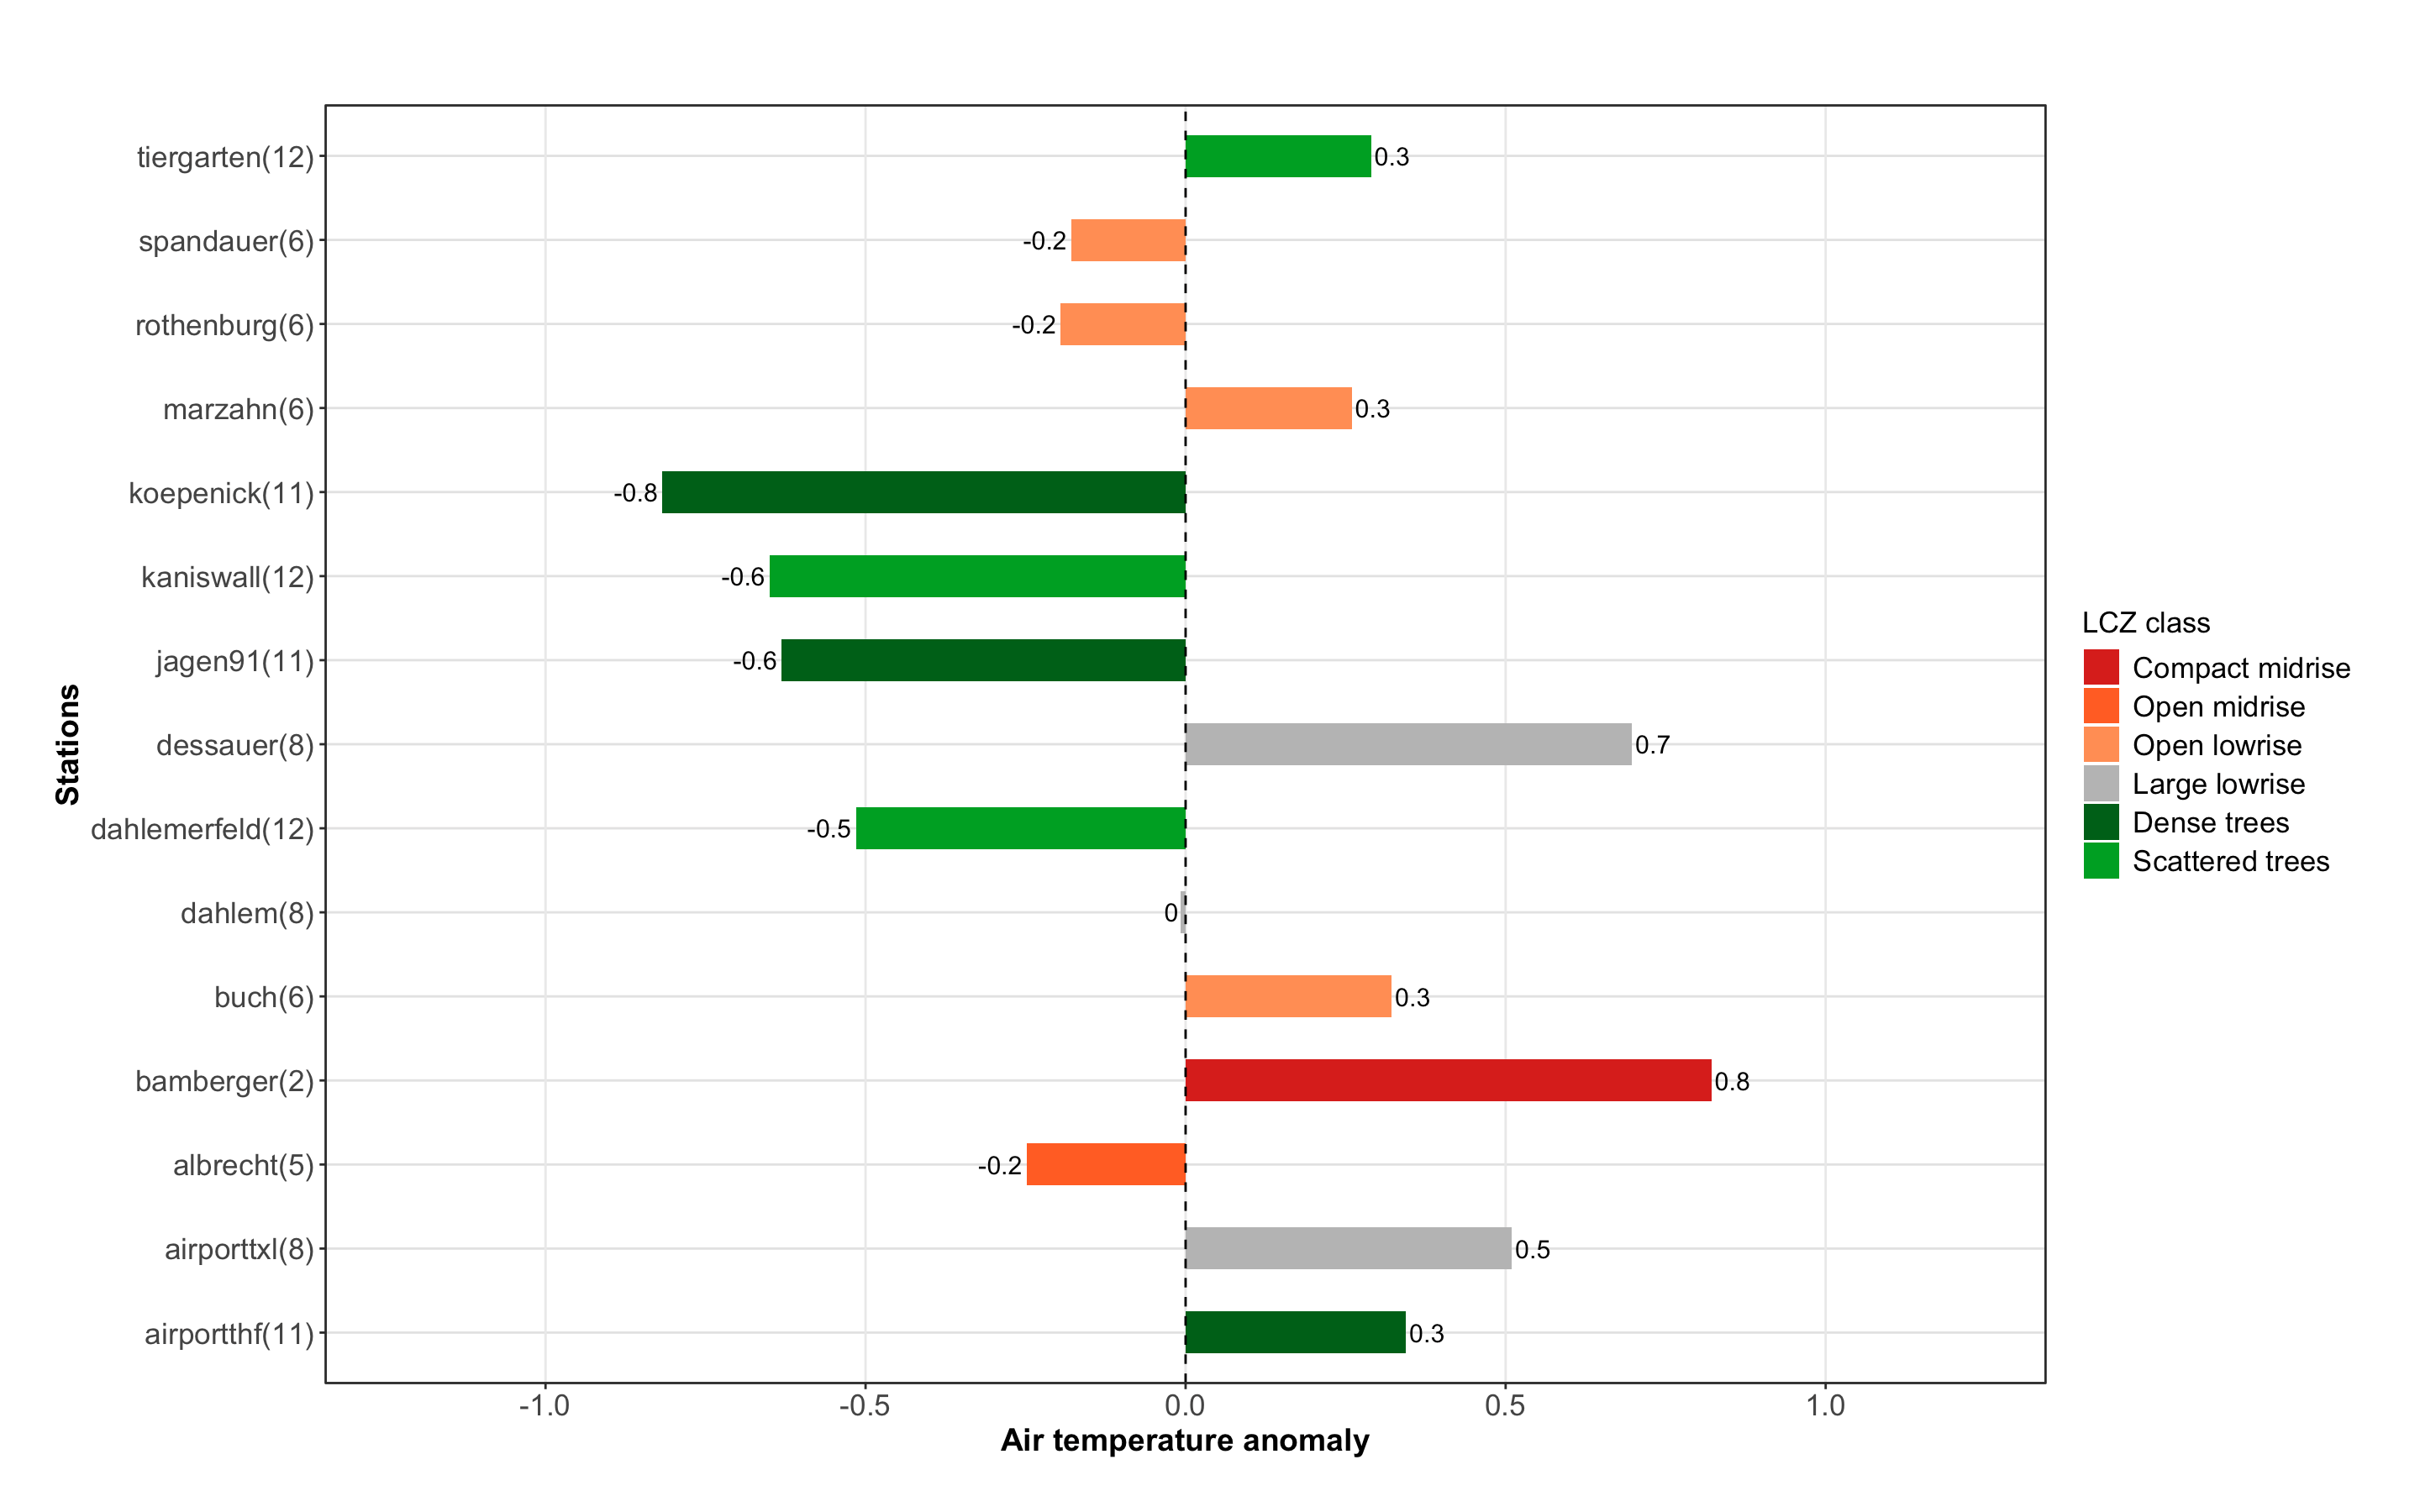 tiergarten(12)
0.3
spandauer(6)
-0.2
rothenburg(6)
-0.2
marzahn(6)
0.3
koepenick(11)
-0.8
kaniswall(12)
-0.6
jagen91(11)
-0.6
dessauer(8)
0.7
dahlemerfeld(12)
-0.5
dahlem(8)
0
buch(6)
0.3
bamberger(2)
0.8
albrecht(5)
-0.2
airporttxl(8)
0.5
airportthf(11)
0.3
Stations
-1.0 -0.5 0.0 0.5 1.0
Air temperature anomaly
LCZ class
Compact midrise
Open midrise
Open lowrise
Large lowrise
Dense trees
Scattered trees